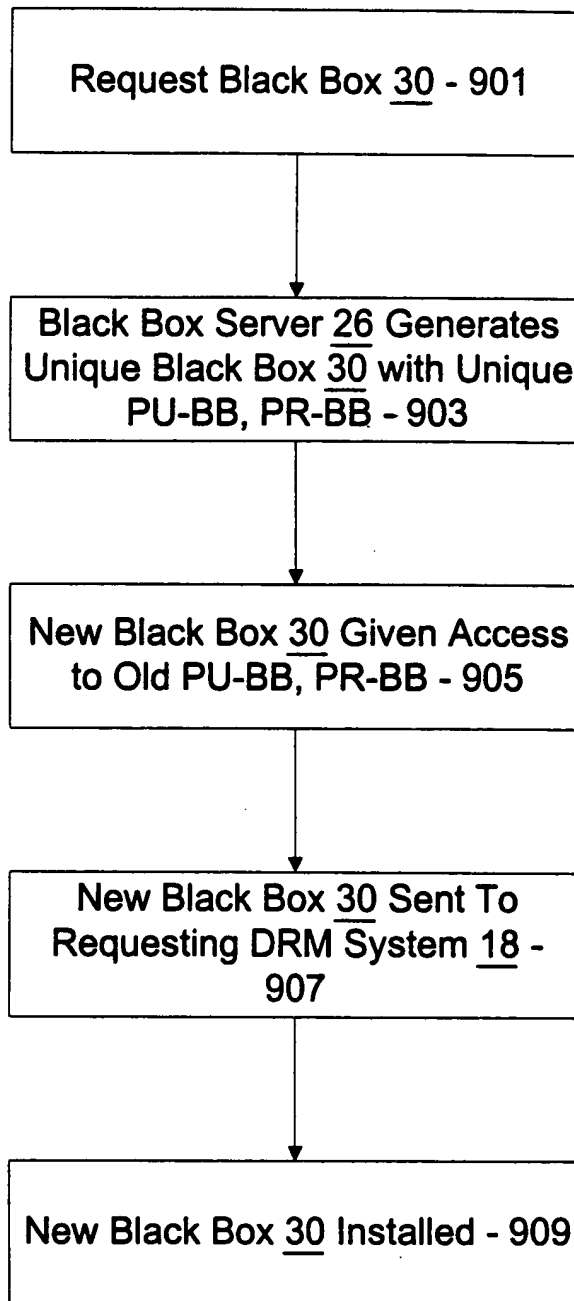 Request Black Box 30 - 901
Black Box Server 26 Generates
Unique Black Box 30 with Unique
PU-BB, PR-BB - 903
New Black Box 30 Given Access
to Old PU-BB, PR-BB - 905
New Black Box 30 Sent To
Requesting DRM System 18 -
907
New Black Box 30 Installed - 909